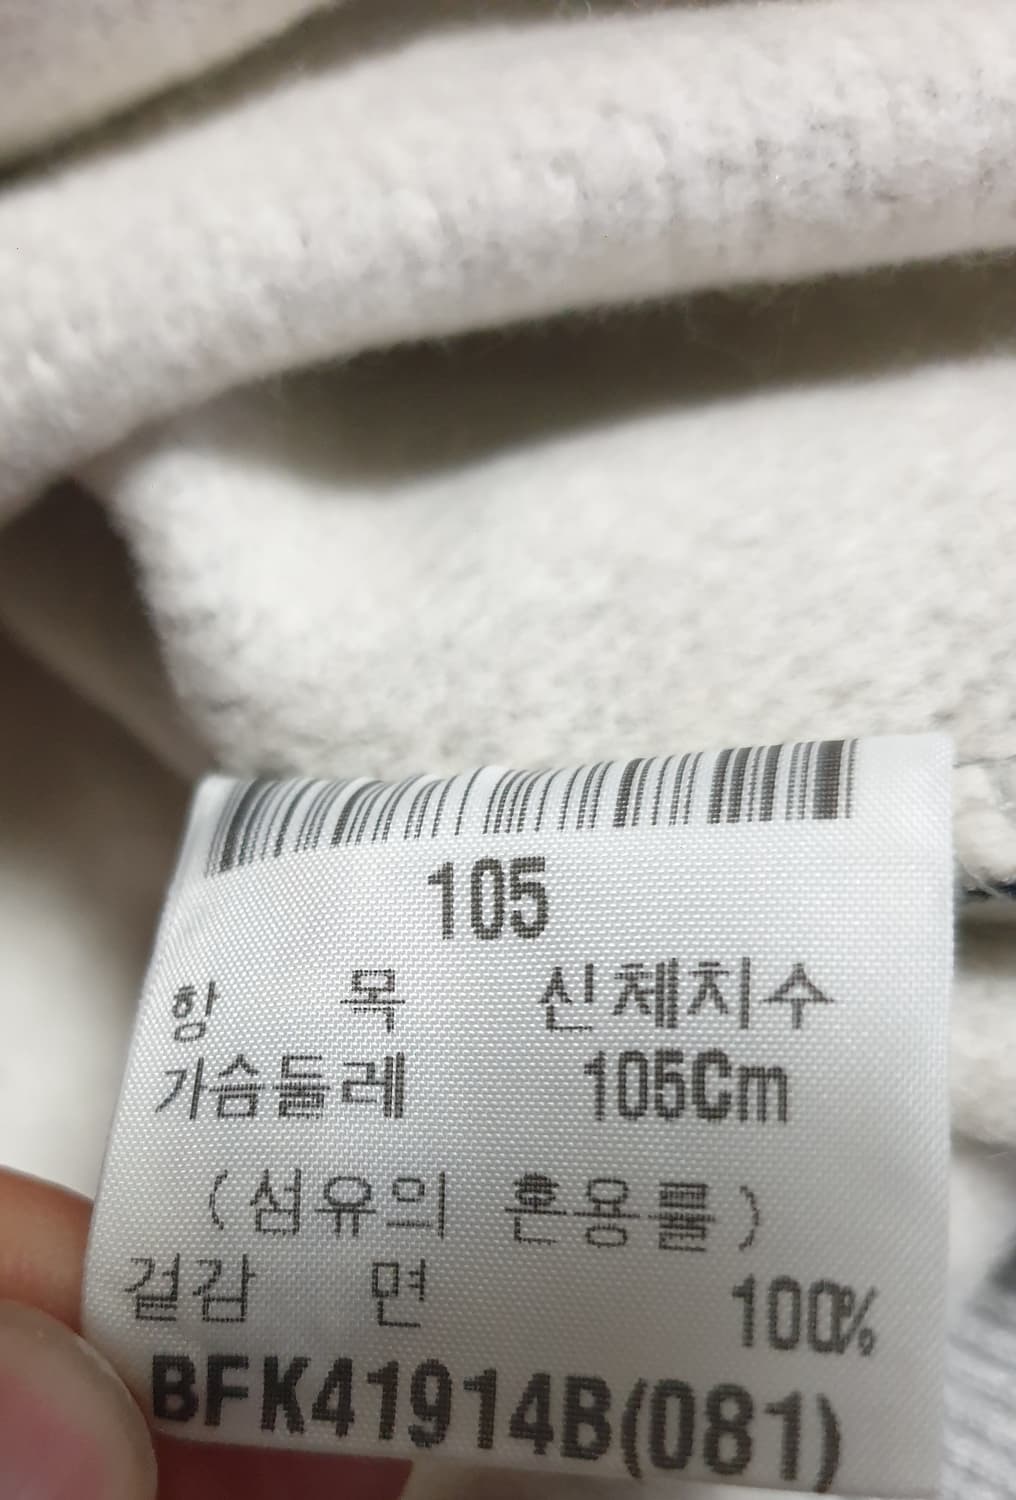 105
항 목 신체치수
가슴둘레 105Cm
(섬유의 혼용률)
겉감 면 100%
BFK41914B(081)